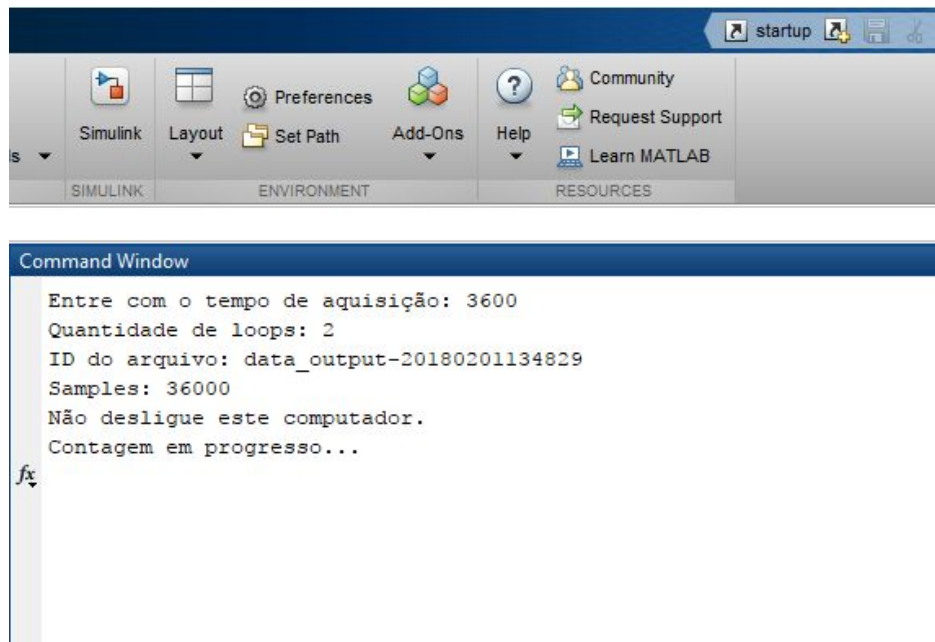 startup
Simulink
Layout
Preferences
Set Path
Add-Ons
Help
Community
Request Support
Learn MATLAB
s
SIMULINK
ENVIRONMENT
RESOURCES
Command Window
Entre com o tempo de aquisição: 3600
Quantidade de loops: 2
ID do arquivo: data_output-20180201134829
Samples: 36000
Não desligue este computador.
Contagem em progresso...
fx